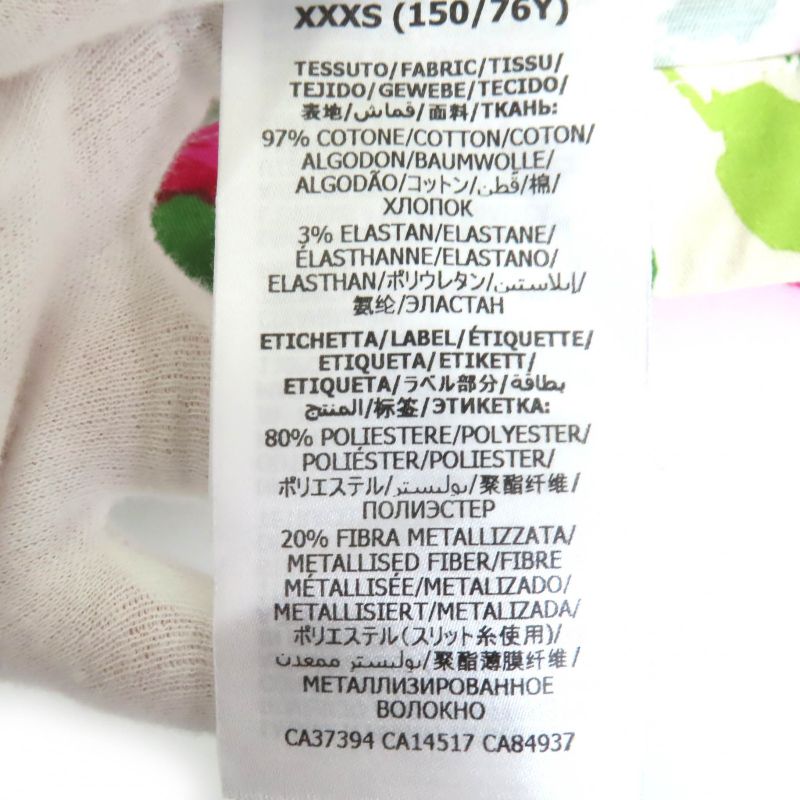 XXXS (150/76Y)
TESSUTO/FABRIC/TISSU/
TEJIDO/GEWEBE/TECIDO/
表地/قماش/面料/ТКАНЬ:
97% COTONE/COTTON/COTON/
ALGODON/BAUMWOLLE/
ALGODÃO/コットン/قطن/棉/
ХЛОПОК
3% ELASTAN/ELASTANE/
ÉLASTHANNE/ELASTANO/
ELASTHAN/ポリウレタン/إيلاستين/
氨纶/ЭЛАСТАН
ETICHETTA/LABEL/ÉTIQUETTE/
ETIQUETA/ETIKETT/
ETIQUETA/ラベル部分/بطاقة
المنتج/标签/ЭТИКЕТКА:
80% POLIESTERE/POLYESTER/
POLIÉSTER/POLIESTER/
ポリエステル/بوليستر/聚酯纤维/
ПОЛИЭСТЕР
20% FIBRA METALLIZZATA/
METALLISED FIBER/FIBRE
MÉTALLISÉE/METALIZADO/
METALLISIERT/METALIZADA/
ポリエステル(スリット糸使用)/
بوليستر ممعدن/聚酯薄膜纤维/
МЕТАЛЛИЗИРОВАННОЕ
ВОЛОКНО
CA37394 CA14517 CA84937